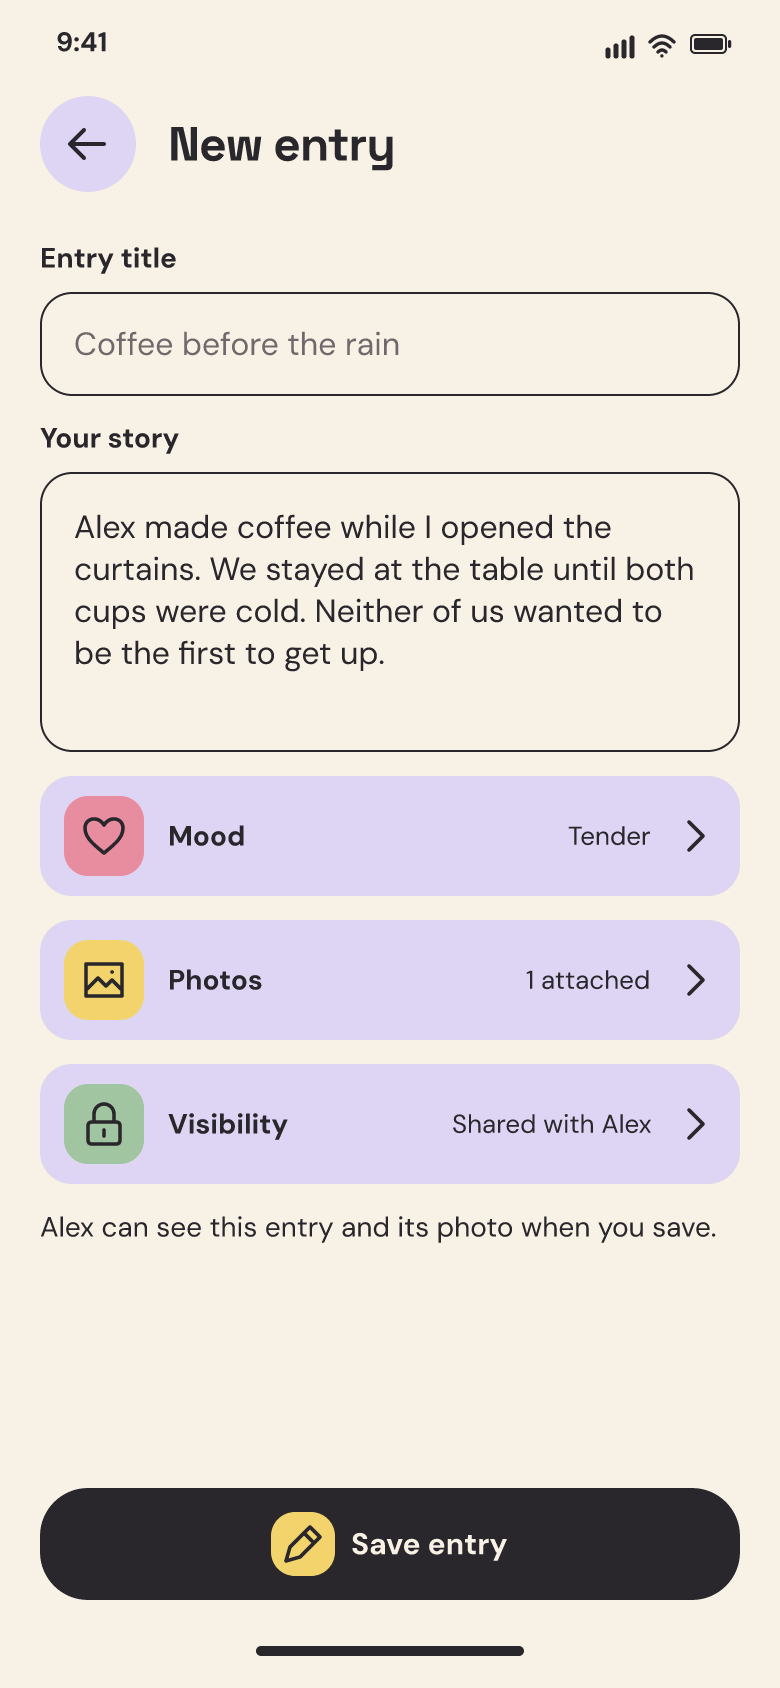 9:41
New entry
Entry title
Coffee before the rain
Your story
Alex made coffee while I opened the
curtains. We stayed at the table until both
cups were cold. Neither of us wanted to
be the first to get up.
Mood Tender
Photos 1 attached
Visibility Shared with Alex
Alex can see this entry and its photo when you save.
Save entry